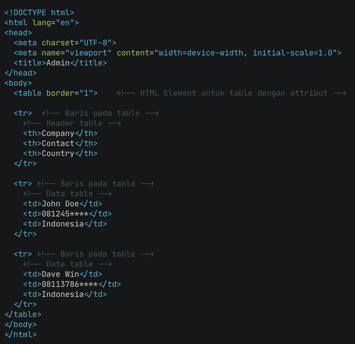 <!DOCTYPE html>
<html lang="en">
<head>
  <meta charset="UTF-8">
  <meta name="viewport" content="width=device-width, initial-scale=1.0">
  <title>Admin</title>
</head>
<body>
  <table border="1">    <!-- HTML Element untuk table dengan attribut -->

  <tr>  <!-- Baris pada table -->
    <!-- Header table -->
    <th>Company</th>
    <th>Contact</th>
    <th>Country</th>
  </tr>

  <tr> <!-- Baris pada table -->
    <!-- Data table -->
    <td>John Doe</td>
    <td>081245****</td>
    <td>Indonesia</td>
  </tr>

  <tr> <!-- Baris pada table -->
    <!-- Data table -->
    <td>Dave Win</td>
    <td>08113786****</td>
    <td>Indonesia</td>
  </tr>
</table>
</body>
</html>